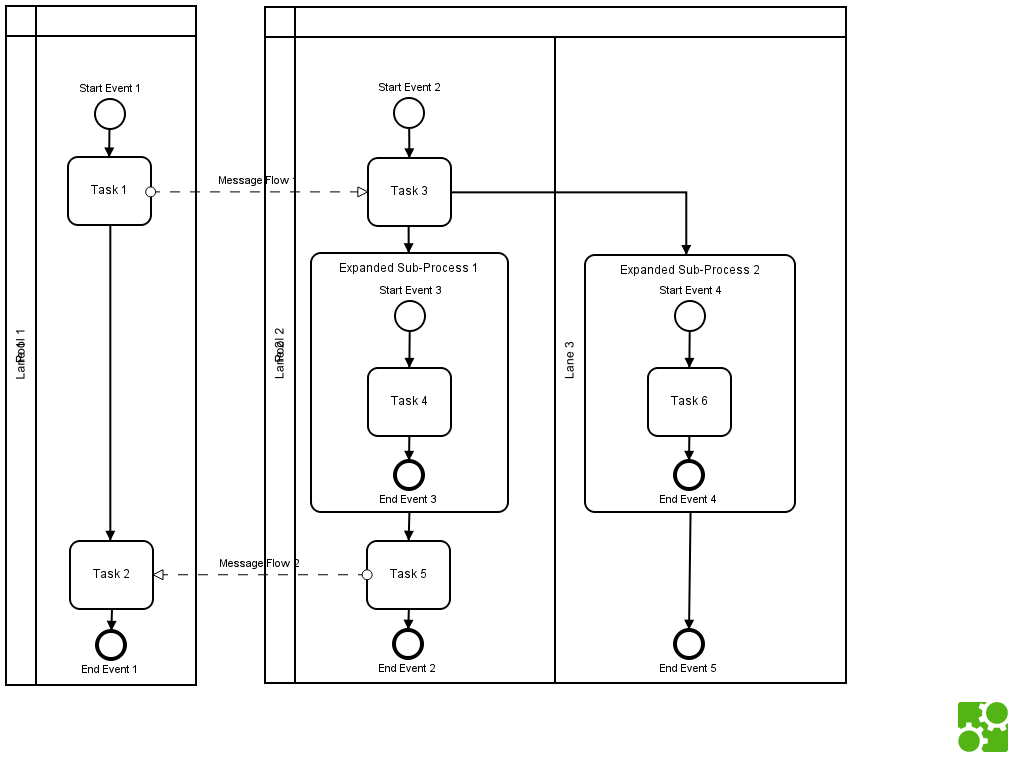 Start Event 1
Task 1
Message Flow 1
Pool 1
Lane 1
Task 2
Message Flow 2
End Event 1
Start Event 2
Task 3
Expanded Sub-Process 1
Start Event 3
Pool 2
Lane 2
Task 4
End Event 3
Task 5
End Event 2
Expanded Sub-Process 2
Start Event 4
Lane 3
Task 6
End Event 4
End Event 5